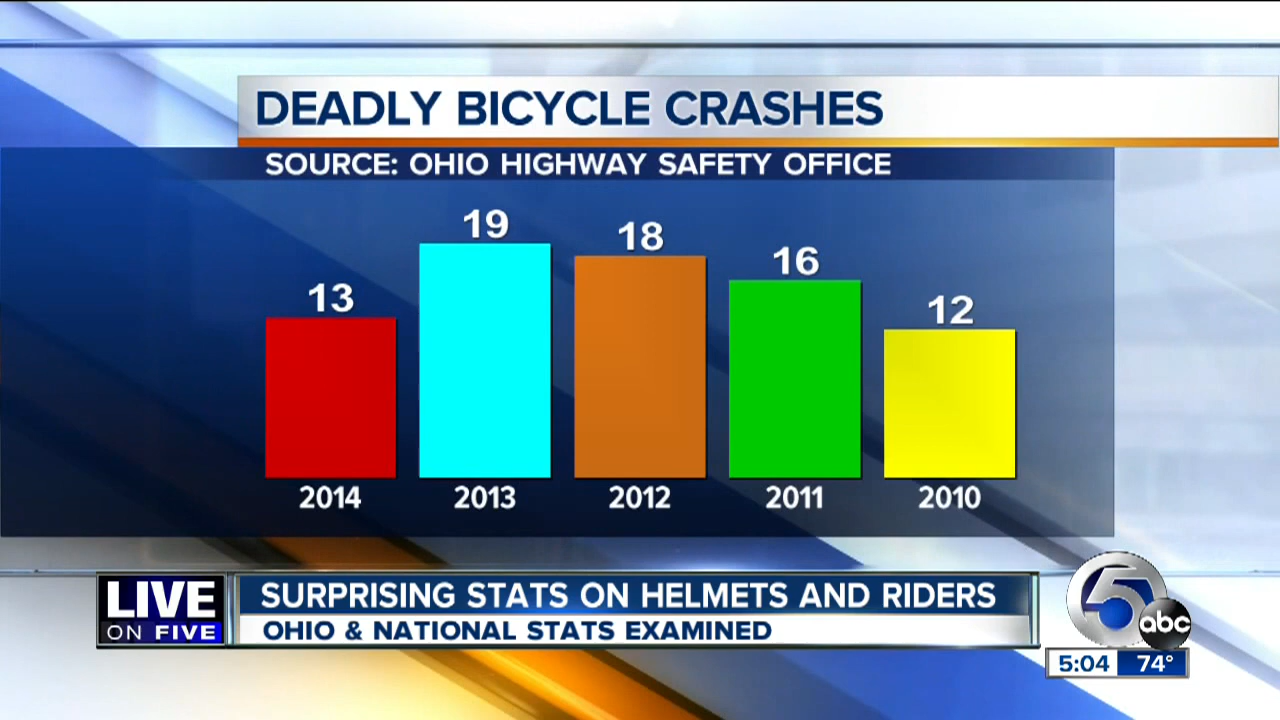 DEADLY BICYCLE CRASHES
SOURCE: OHIO HIGHWAY SAFETY OFFICE
13
19
18
16
12
2014
2013
2012
2011
2010
LIVE
ON FIVE
SURPRISING STATS ON HELMETS AND RIDERS
OHIO & NATIONAL STATS EXAMINED
5
abc
5:04 74°